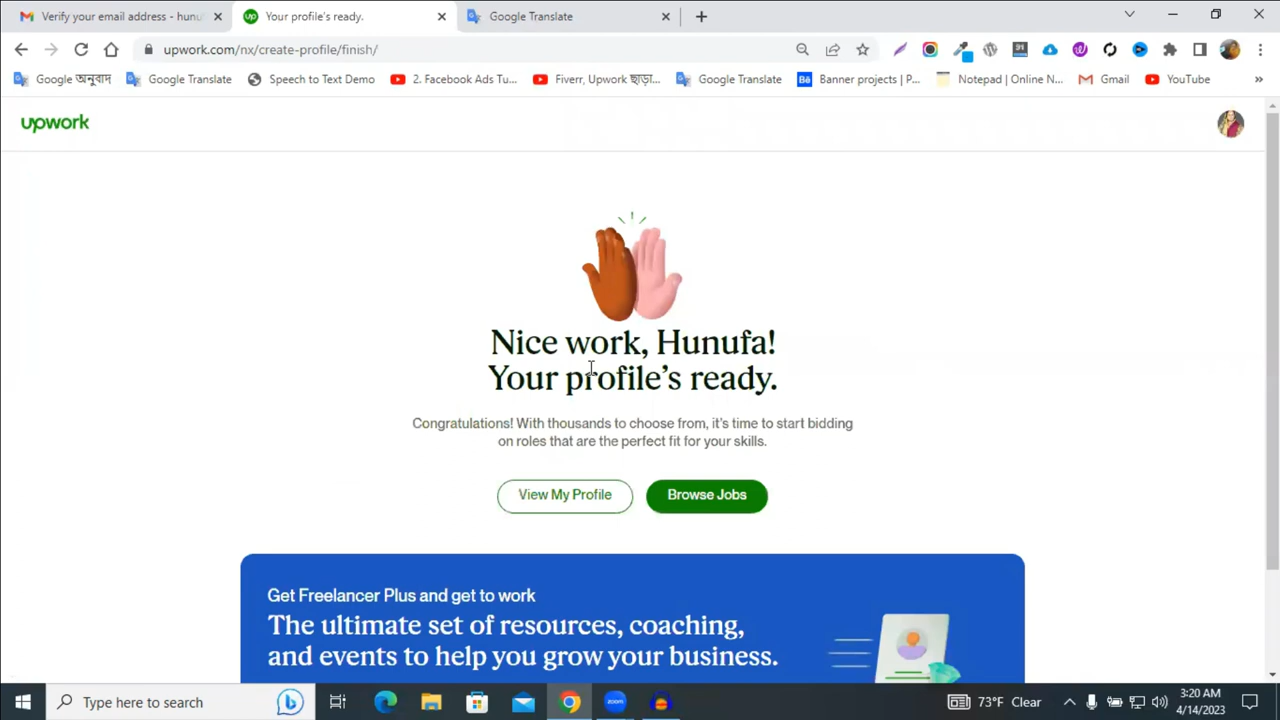 Verify your email address - hunuf
Your profile's ready.
Google Translate
upwork.com/nx/create-profile/finish/
Google অনুবাদ
Google Translate
Speech to Text Demo
2. Facebook Ads Tu...
Fiverr, Upwork ছাড়া...
Google Translate
Banner projects | P...
Notepad | Online N...
Gmail
YouTube
upwork
Nice work, Hunufa!
Your profile's ready.
Congratulations! With thousands to choose from, it's time to start bidding
on roles that are the perfect fit for your skills.
View My Profile
Browse Jobs
Get Freelancer Plus and get to work
The ultimate set of resources, coaching,
and events to help you grow your business.
Type here to search
zoom
73°F Clear
3:20 AM
4/14/2023